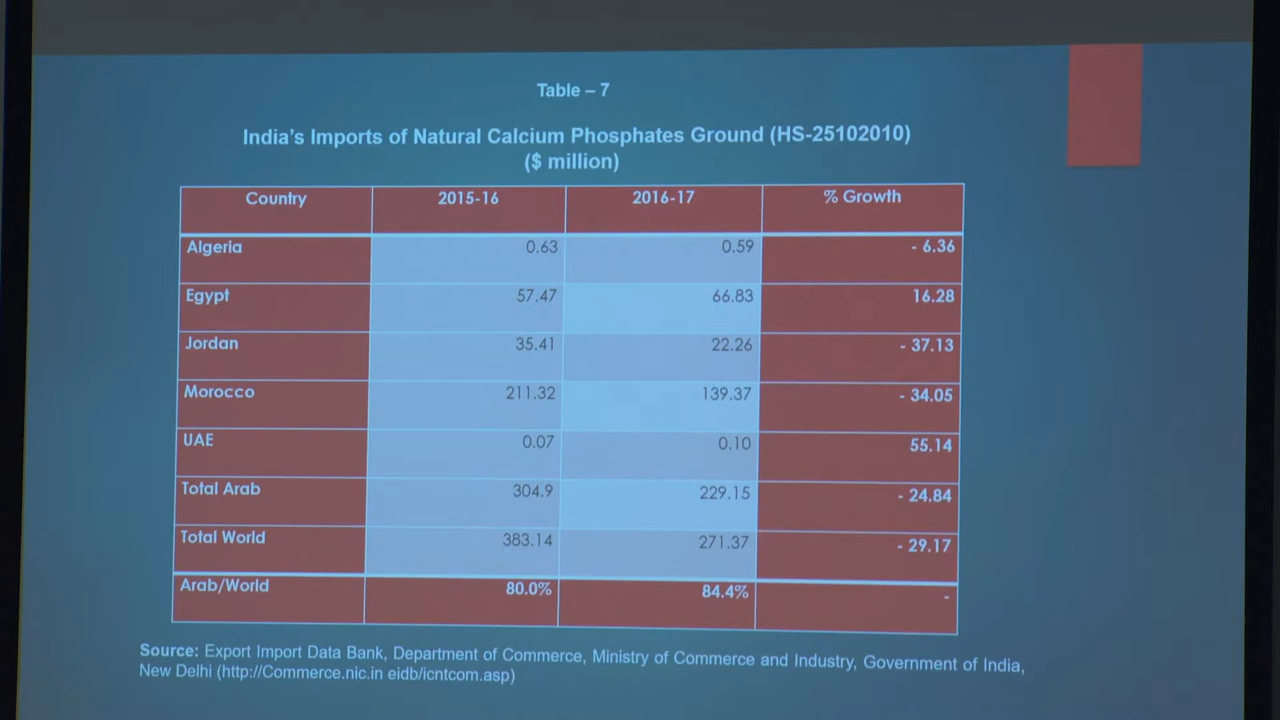 Table – 7
India's Imports of Natural Calcium Phosphates Ground (HS-25102010)
($ million)
Country 2015-16 2016-17 % Growth
Algeria 0.63 0.59 - 6.36
Egypt 57.47 66.83 16.28
Jordan 35.41 22.26 - 37.13
Morocco 211.32 139.37 - 34.05
UAE 0.07 0.10 55.14
Total Arab 304.9 229.15 - 24.84
Total World 383.14 271.37 - 29.17
Arab/World 80.0% 84.4% -
Source: Export Import Data Bank, Department of Commerce, Ministry of Commerce and Industry, Government of India,
New Delhi (http://Commerce.nic.in eidb/icntcom.asp)